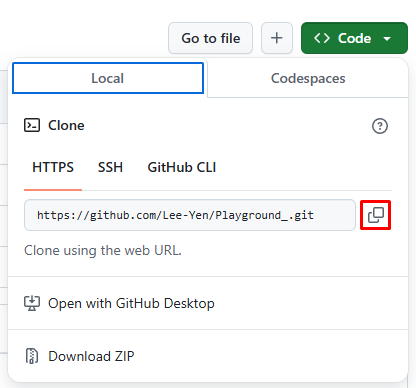 Go to file
Code
Local Codespaces
Clone
HTTPS SSH GitHub CLI
https://github.com/Lee-Yen/Playground_.git
Clone using the web URL.
Open with GitHub Desktop
Download ZIP